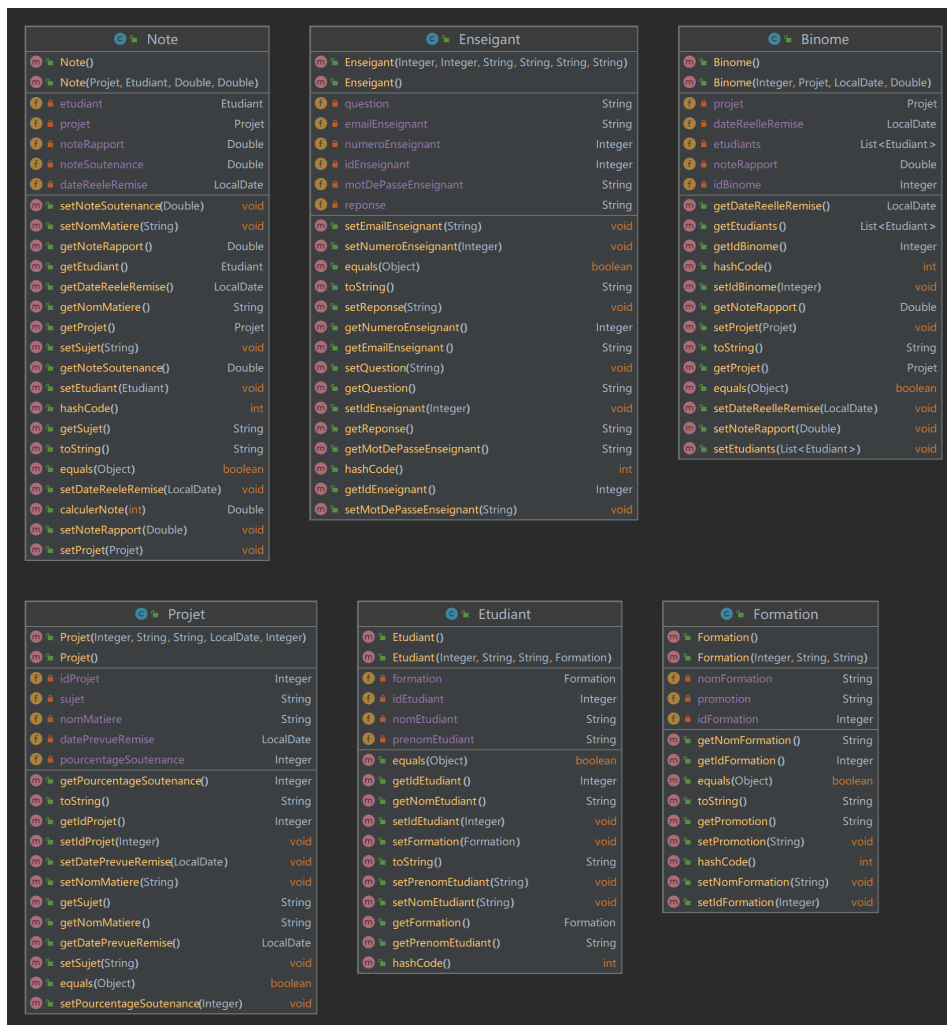 Note
Note()
Note(Projet, Etudiant, Double, Double)
etudiant Etudiant
projet Projet
noteRapport Double
noteSoutenance Double
dateReeleRemise LocalDate
setNoteSoutenance(Double) void
setNomMatiere(String) void
getNoteRapport() Double
getEtudiant() Etudiant
getDateReeleRemise() LocalDate
getNomMatiere() String
getProjet() Projet
setSujet(String) void
getNoteSoutenance() Double
setEtudiant(Etudiant) void
hashCode() int
getSujet() String
toString() String
equals(Object) boolean
setDateReeleRemise(LocalDate) void
calculerNote(int) Double
setNoteRapport(Double) void
setProjet(Projet) void
Enseigant
Enseigant(Integer, Integer, String, String, String, String)
Enseigant()
question String
emailEnseignant String
numeroEnseignant Integer
idEnseignant Integer
motDePasseEnseignant String
reponse String
setEmailEnseignant(String) void
setNumeroEnseignant(Integer) void
equals(Object) boolean
toString() String
setReponse(String) void
getNumeroEnseignant() Integer
getEmailEnseignant() String
setQuestion(String) void
getQuestion() String
setIdEnseignant(Integer) void
getReponse() String
getMotDePasseEnseignant() String
hashCode() int
getIdEnseignant() Integer
setMotDePasseEnseignant(String) void
Binome
Binome()
Binome(Integer, Projet, LocalDate, Double)
projet Projet
dateReelleRemise LocalDate
etudiants List<Etudiant>
noteRapport Double
idBinome Integer
getDateReelleRemise() LocalDate
getEtudiants() List<Etudiant>
getIdBinome() Integer
hashCode() int
setIdBinome(Integer) void
getNoteRapport() Double
setProjet(Projet) void
toString() String
getProjet() Projet
equals(Object) boolean
setDateReelleRemise(LocalDate) void
setNoteRapport(Double) void
setEtudiants(List<Etudiant>) void
Projet
Projet(Integer, String, String, LocalDate, Integer)
Projet()
idProjet Integer
sujet String
nomMatiere String
datePrevueRemise LocalDate
pourcentageSoutenance Integer
getPourcentageSoutenance() Integer
toString() String
getIdProjet() Integer
setIdProjet(Integer) void
setDatePrevueRemise(LocalDate) void
setNomMatiere(String) void
getSujet() String
getNomMatiere() String
getDatePrevueRemise() LocalDate
setSujet(String) void
equals(Object) boolean
setPourcentageSoutenance(Integer) void
Etudiant
Etudiant()
Etudiant(Integer, String, String, Formation)
formation Formation
idEtudiant Integer
nomEtudiant String
prenomEtudiant String
equals(Object) boolean
getIdEtudiant() Integer
getNomEtudiant() String
setIdEtudiant(Integer) void
setFormation(Formation) void
toString() String
setPrenomEtudiant(String) void
setNomEtudiant(String) void
getFormation() Formation
getPrenomEtudiant() String
hashCode() int
Formation
Formation()
Formation(Integer, String, String)
nomFormation String
promotion String
idFormation Integer
getNomFormation() String
getIdFormation() Integer
equals(Object) boolean
toString() String
getPromotion() String
setPromotion(String) void
hashCode() int
setNomFormation(String) void
setIdFormation(Integer) void